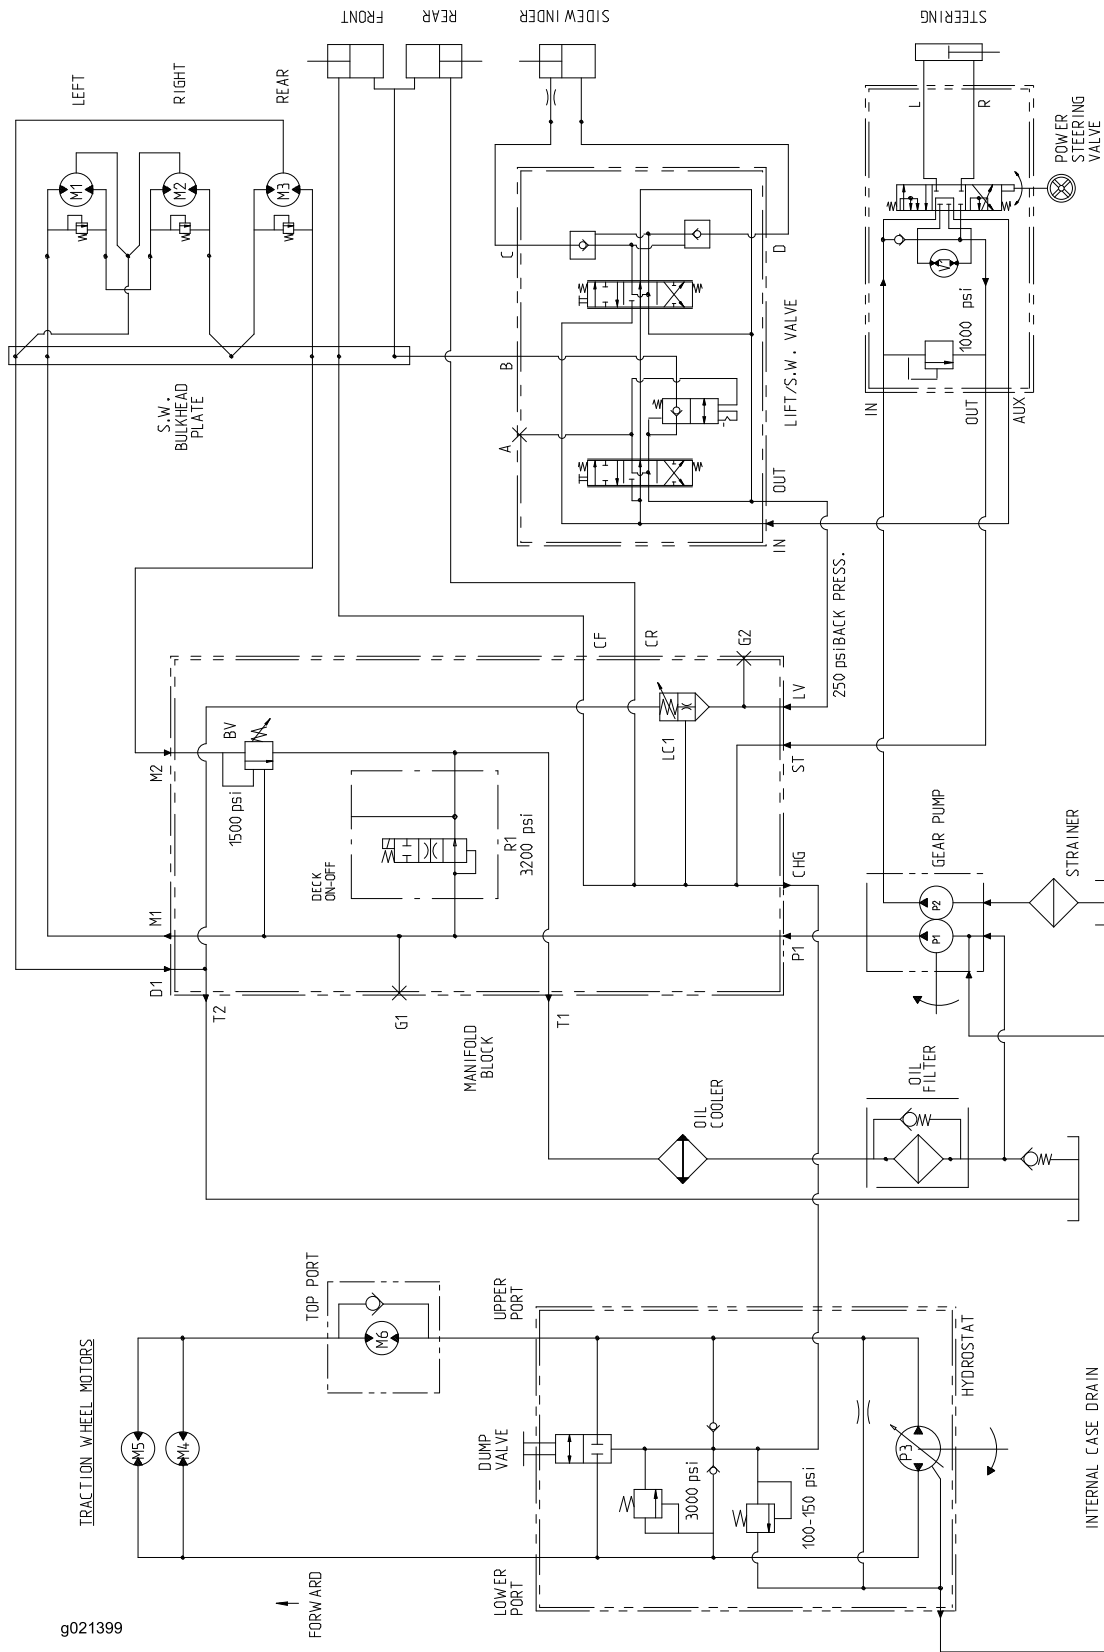 FRONT
REAR
SIDEWINDER
STEERING
LEFT
RIGHT
REAR
M1
M2
M3
L
R
POWER
STEERING
VALVE
C
D
V1
1000 psi
B
A
LIFT/S.W. VALVE
IN
OUT
AUX
S.W.
BULKHEAD
PLATE
OUT
IN
250 psi BACK PRESS.
CF
CR
G2
LV
LC1
ST
BV
M2
1500 psi
DECK
ON-OFF
R1
3200 psi
CHG
GEAR PUMP
STRAINER
P2
P1
M1
P1
D1
T2
G1
T1
MANIFOLD
BLOCK
OIL
COOLER
OIL
FILTER
TRACTION WHEEL MOTORS
TOP PORT
M6
UPPER
PORT
M5
M4
HYDROSTAT
DUMP
VALVE
3000 psi
100-150 psi
P3
LOWER
PORT
INTERNAL CASE DRAIN
FORWARD
g021399